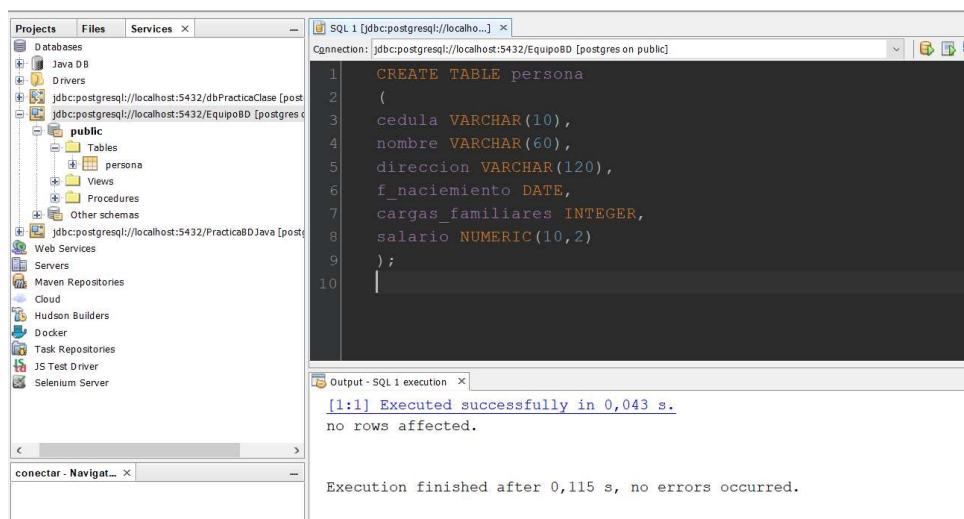 Projects Files Services
Databases
Java DB
Drivers
jdbc:postgresql://localhost:5432/dbPracticaClase [post
jdbc:postgresql://localhost:5432/EquipoBD [postgres o
public
Tables
persona
Views
Procedures
Other schemas
jdbc:postgresql://localhost:5432/PracticaBDJava [postg
Web Services
Servers
Maven Repositories
Cloud
Hudson Builders
Docker
Task Repositories
JS Test Driver
Selenium Server
conectar - Navigat...
SQL 1 [jdbc:postgresql://localho...]
Connection: jdbc:postgresql://localhost:5432/EquipoBD [postgres on public]
1 CREATE TABLE persona
2 (
3 cedula VARCHAR(10),
4 nombre VARCHAR(60),
5 direccion VARCHAR(120),
6 f_naciemiento DATE,
7 cargas_familiares INTEGER,
8 salario NUMERIC(10,2)
9 );
10
Output - SQL 1 execution
[1:1] Executed successfully in 0,043 s.
no rows affected.
Execution finished after 0,115 s, no errors occurred.